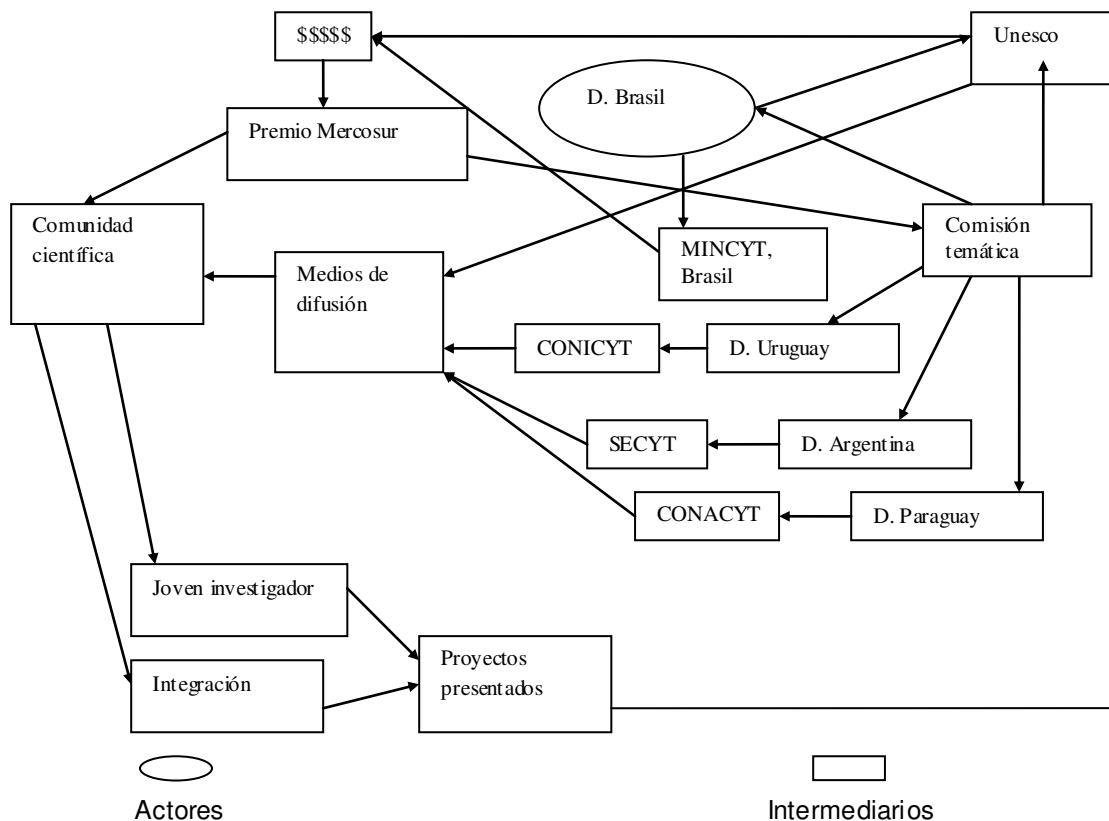 $$$$$
Unesco
D. Brasil
Premio Mercosur
Comunidad
científica
Comisión
temática
MINCYT,
Brasil
Medios de
difusión
CONICYT
D. Uruguay
SECYT
D. Argentina
CONACYT
D. Paraguay
Joven investigador
Integración
Proyectos
presentados
Actores
Intermediarios